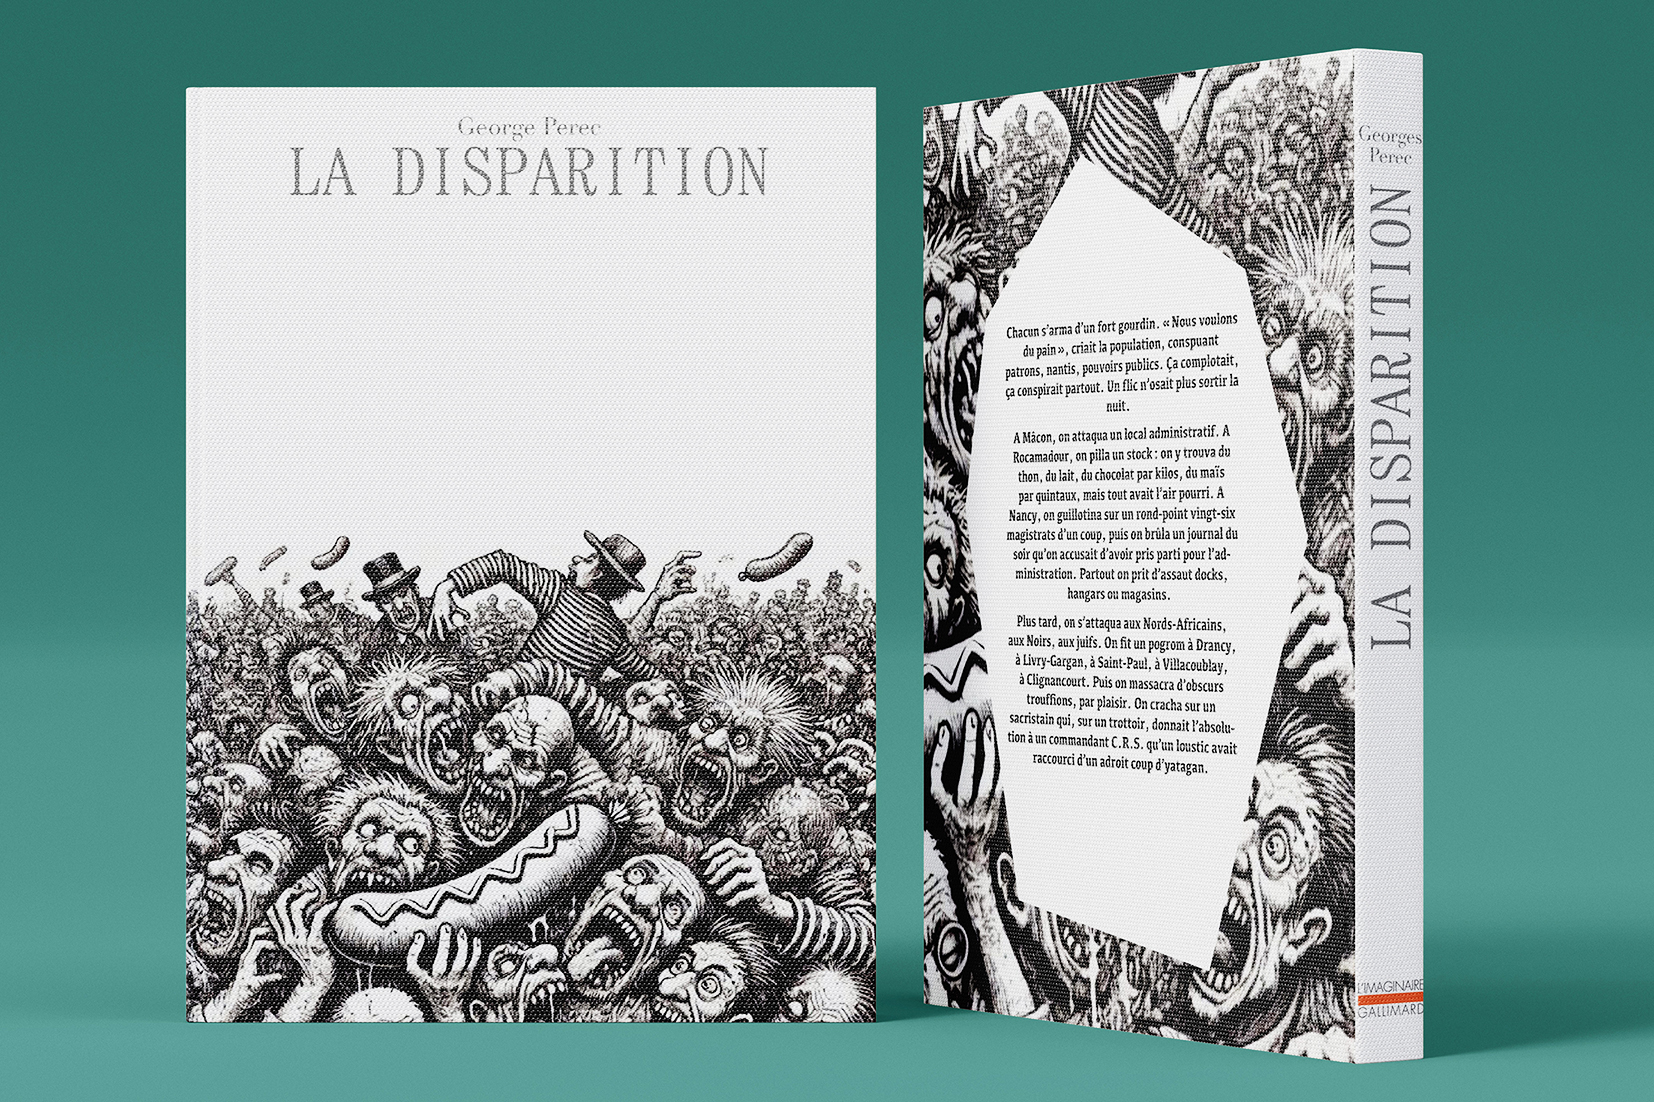 George Perec
LA DISPARITION
Chacun s'arma d'un fort gourdin. « Nous voulons
du pain », criait la population, conspuant
patrons, nantis, pouvoirs publics. Ça complotait,
ça conspirait partout. Un flic n'osait plus sortir la
nuit.
A Mâcon, on attaqua un local administratif. A
Rocamadour, on pilla un stock : on y trouva du
thon, du lait, du chocolat par kilos, du maïs
par quintaux, mais tout avait l'air pourri. A
Nancy, on guillotina sur un rond-point vingt-six
magistrats d'un coup, puis on brûla un journal du
soir qu'on accusait d'avoir pris parti pour l'ad-
ministration. Partout on prit d'assaut docks,
hangars ou magasins.
Plus tard, on s'attaqua aux Nords-Africains,
aux Noirs, aux juifs. On fit un pogrom à Drancy,
à Livry-Gargan, à Saint-Paul, à Villacoublay,
à Clignancourt. Puis on massacra d'obscurs
trouffions, par plaisir. On cracha sur un
sacristain qui, sur un trottoir, donnait l'absolu-
tion à un commandant C.R.S. qu'un loustic avait
raccourci d'un adroit coup d'yatagan.
Georges
Perec
LA DISPARITION
L'IMAGINAIRE
GALLIMARD